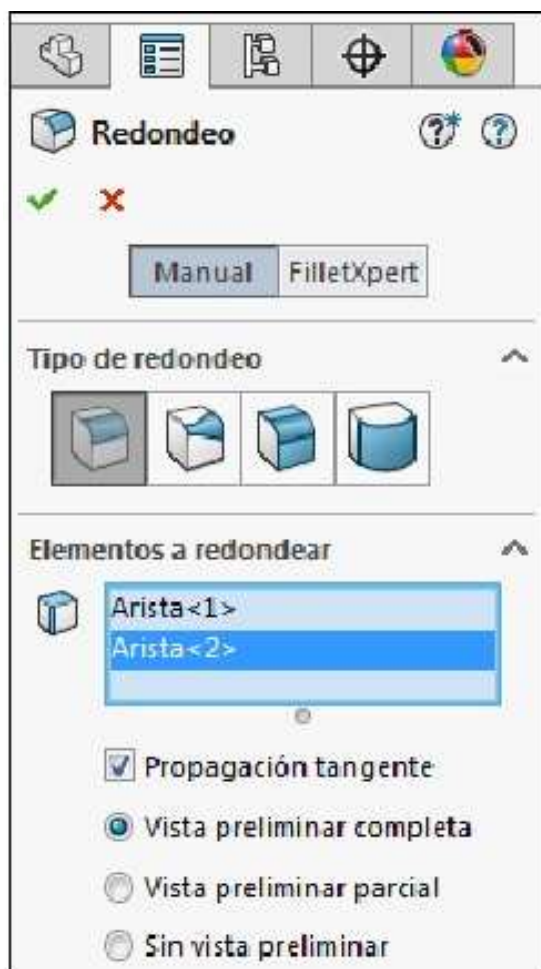 Redondeo
Manual FilletXpert
Tipo de redondeo
Elementos a redondear
Arista<1>
Arista<2>
Propagación tangente
Vista preliminar completa
Vista preliminar parcial
Sin vista preliminar